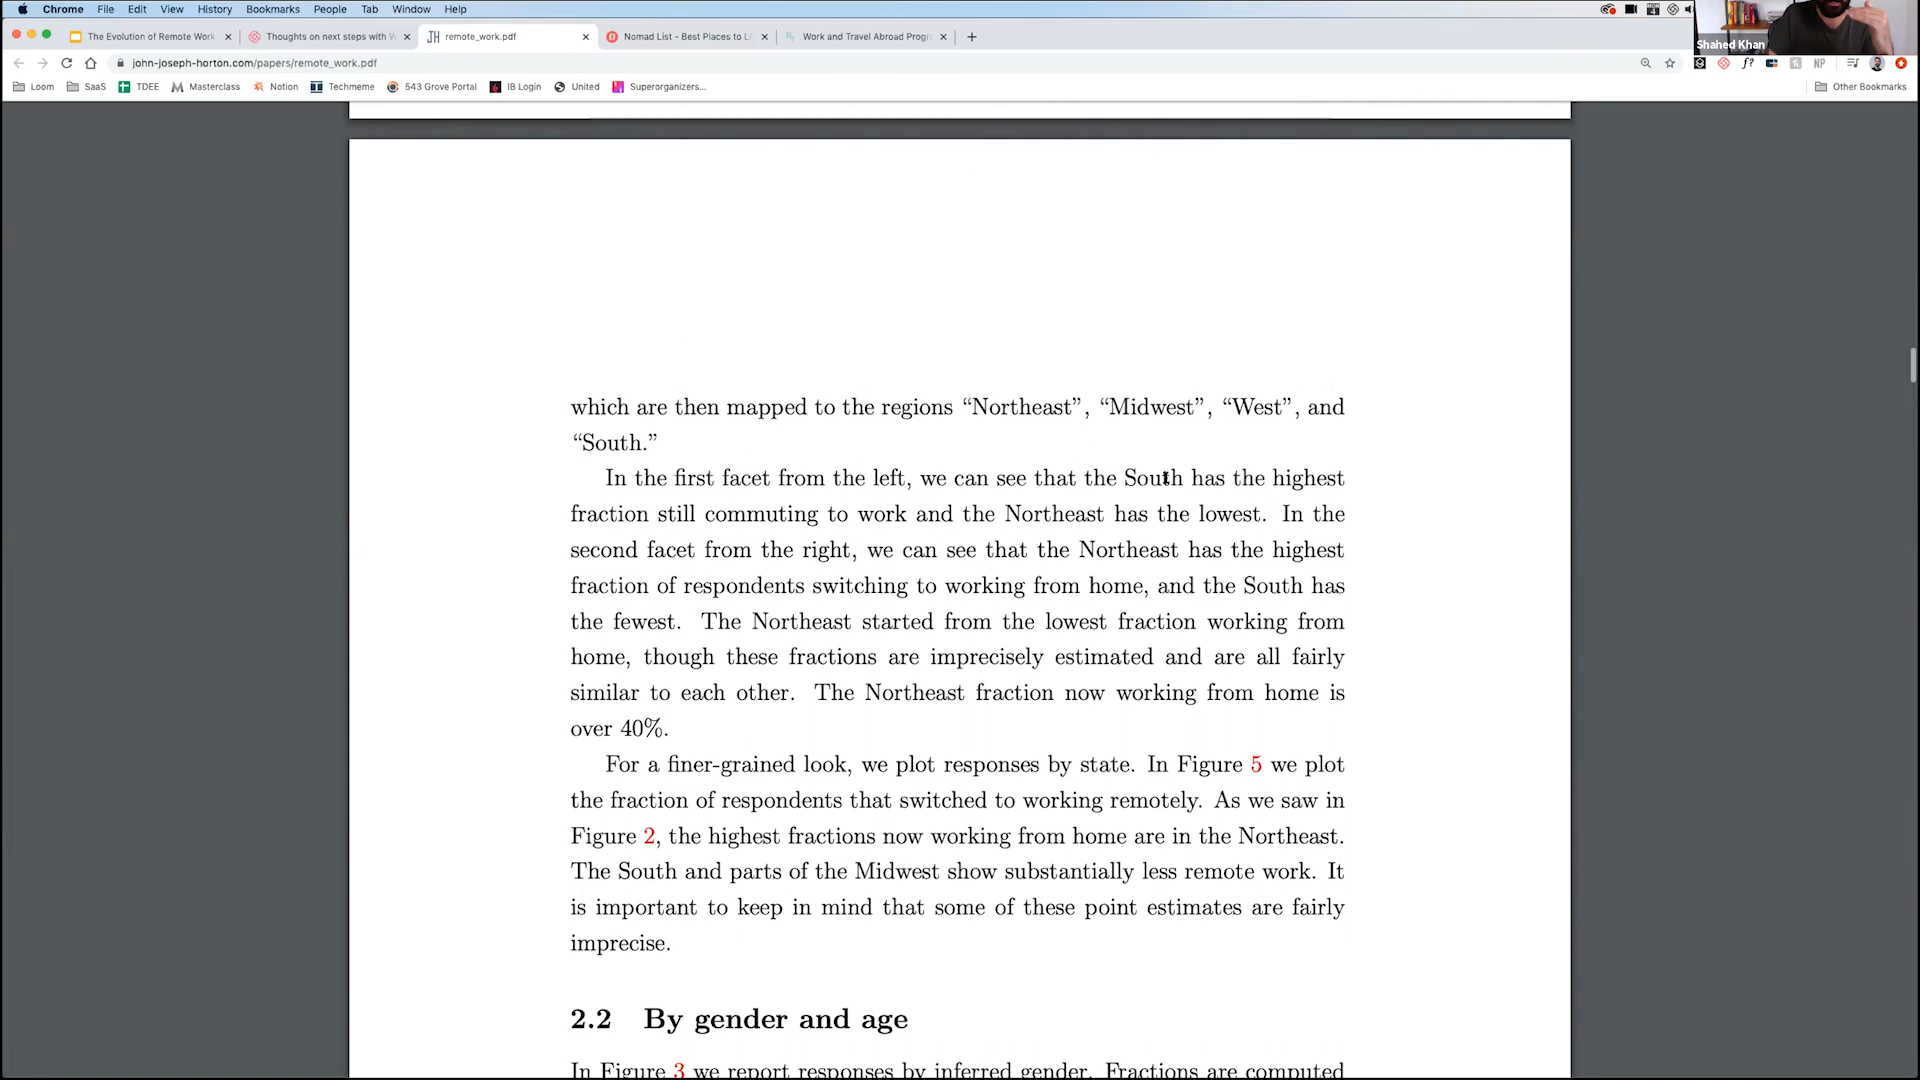 Chrome File Edit View History Bookmarks People Tab Window Help
The Evolution of Remote Work
Thoughts on next steps with
remote_work.pdf
Nomad List - Best Places to Li
Work and Travel Abroad Progr
Shahed Khan
john-joseph-horton.com/papers/remote_work.pdf
Loom SaaS TDEE Masterclass Notion Techmeme 543 Grove Portal IB Login United Superorganizers... Other Bookmarks
which are then mapped to the regions “Northeast”, “Midwest”, “West”, and
“South.”
In the first facet from the left, we can see that the South has the highest
fraction still commuting to work and the Northeast has the lowest. In the
second facet from the right, we can see that the Northeast has the highest
fraction of respondents switching to working from home, and the South has
the fewest. The Northeast started from the lowest fraction working from
home, though these fractions are imprecisely estimated and are all fairly
similar to each other. The Northeast fraction now working from home is
over 40%.
For a finer-grained look, we plot responses by state. In Figure 5 we plot
the fraction of respondents that switched to working remotely. As we saw in
Figure 2, the highest fractions now working from home are in the Northeast.
The South and parts of the Midwest show substantially less remote work. It
is important to keep in mind that some of these point estimates are fairly
imprecise.
2.2 By gender and age
In Figure 3 we report responses by inferred gender. Fractions are computed